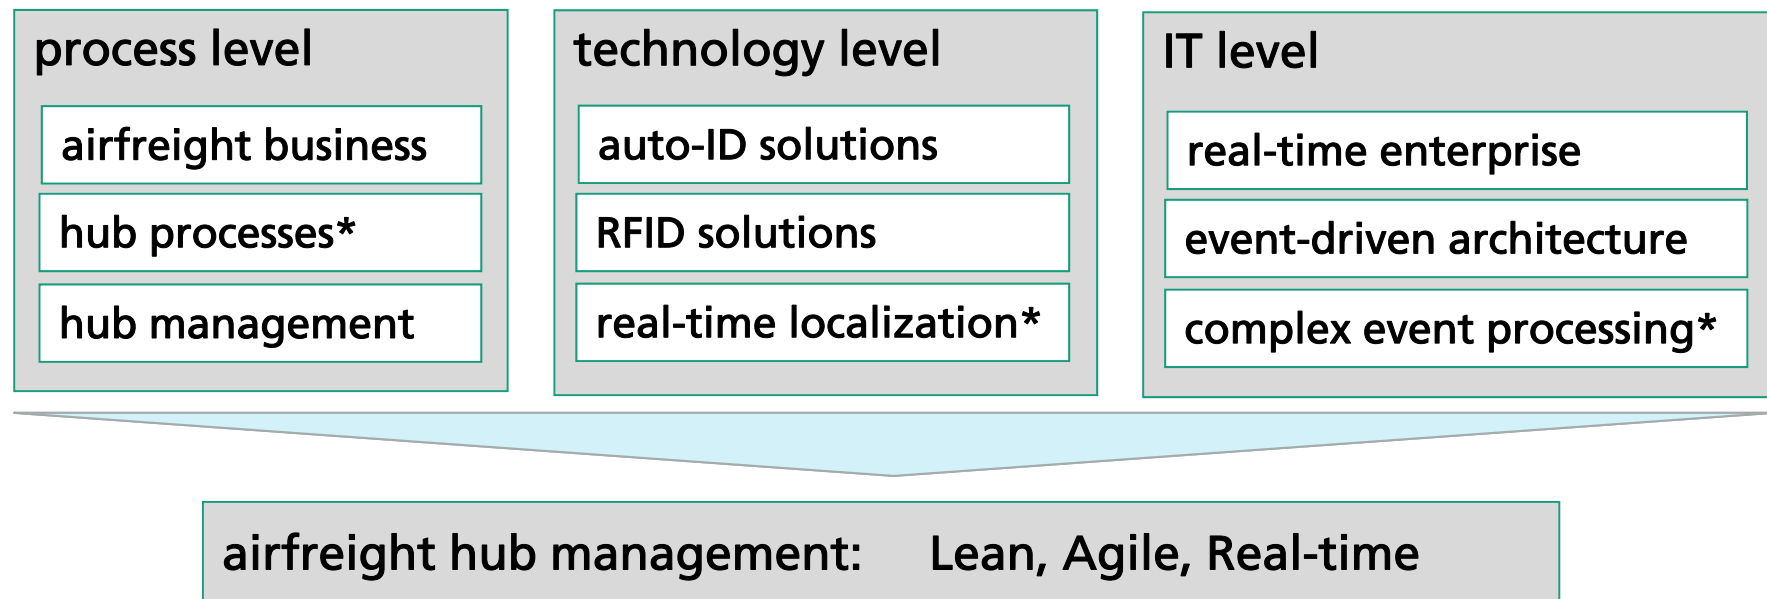 process level
airfreight business
hub processes*
hub management
technology level
auto-ID solutions
RFID solutions
real-time localization*
IT level
real-time enterprise
event-driven architecture
complex event processing*
airfreight hub management: Lean, Agile, Real-time